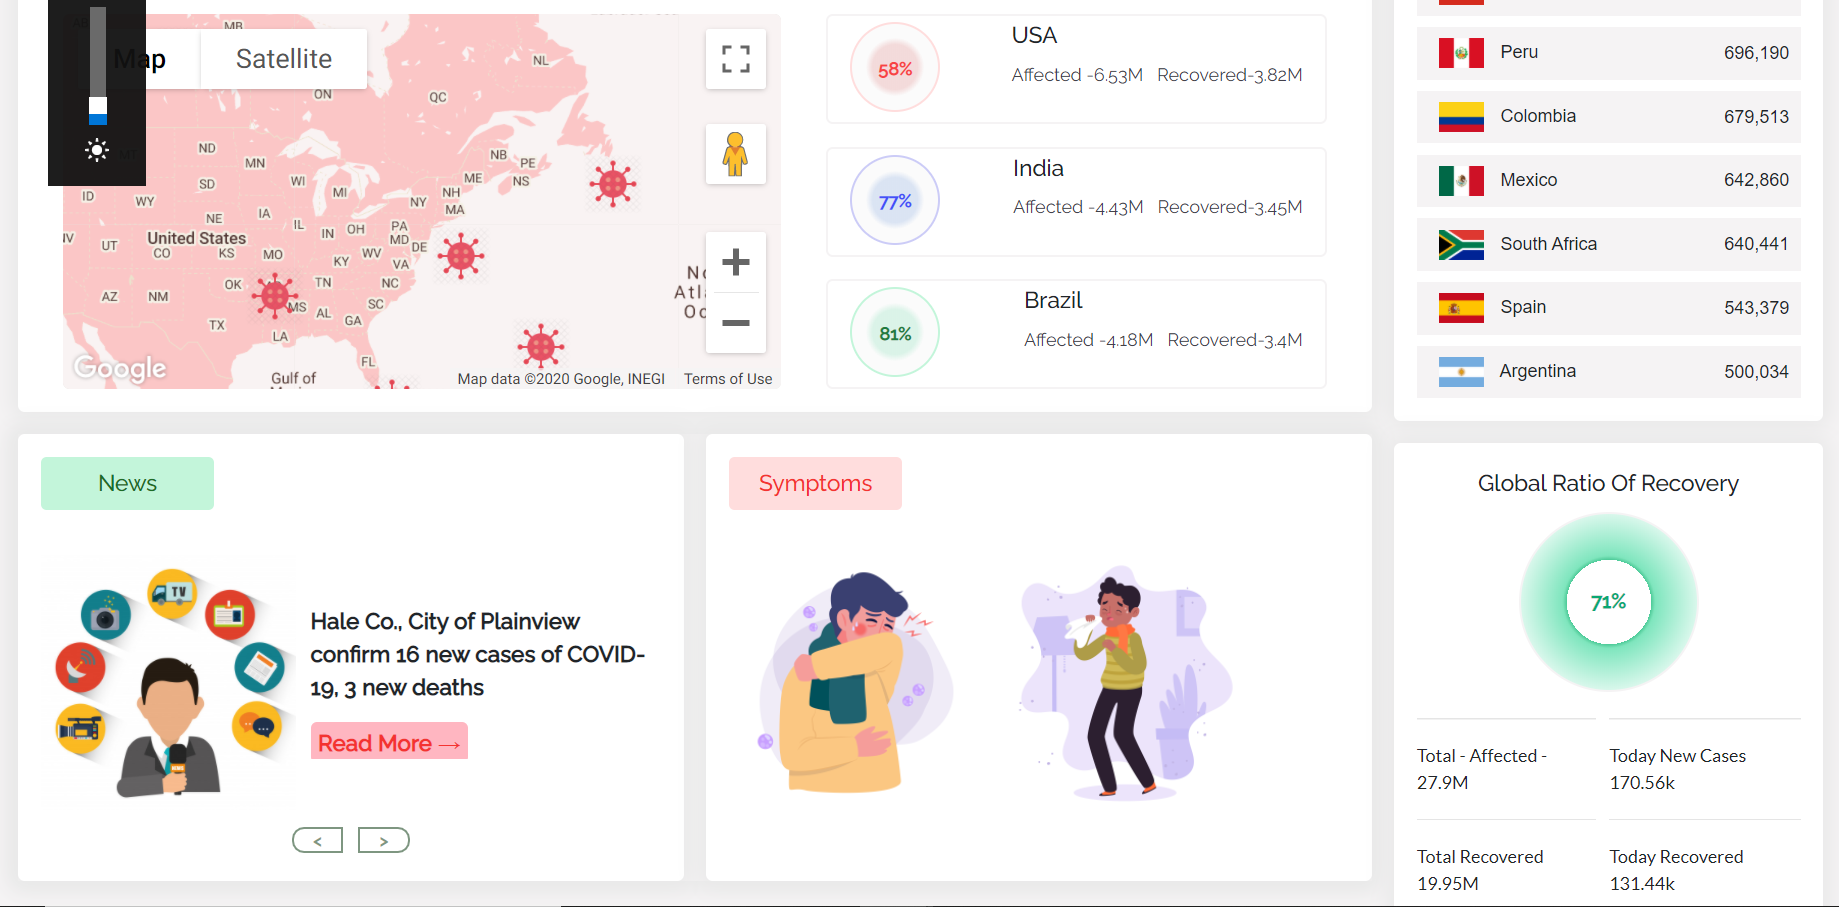 Map
Satellite
MB
NL
ON
QC
ND
MN
NB
PE
SD
WI
MI
ME
NS
ID
WY
NH
NY
MA
NE
IA
IL
IN
OH
PA
MD
DE
NV
UT
United States
CO
KS
MO
KY
WV
VA
AZ
NM
OK
TN
NC
MS
AL
GA
SC
TX
LA
FL
Gulf of
Google
Map data ©2020 Google, INEGI
Terms of Use
58%
USA
Affected -6.53M Recovered-3.82M
77%
India
Affected -4.43M Recovered-3.45M
81%
Brazil
Affected -4.18M Recovered-3.4M
Peru 696,190
Colombia 679,513
Mexico 642,860
South Africa 640,441
Spain 543,379
Argentina 500,034
News
TV
NEWS
Hale Co., City of Plainview
confirm 16 new cases of COVID-
19, 3 new deaths
Read More →
< >
Symptoms
Global Ratio Of Recovery
71%
Total - Affected -
27.9M
Today New Cases
170.56k
Total Recovered
19.95M
Today Recovered
131.44k